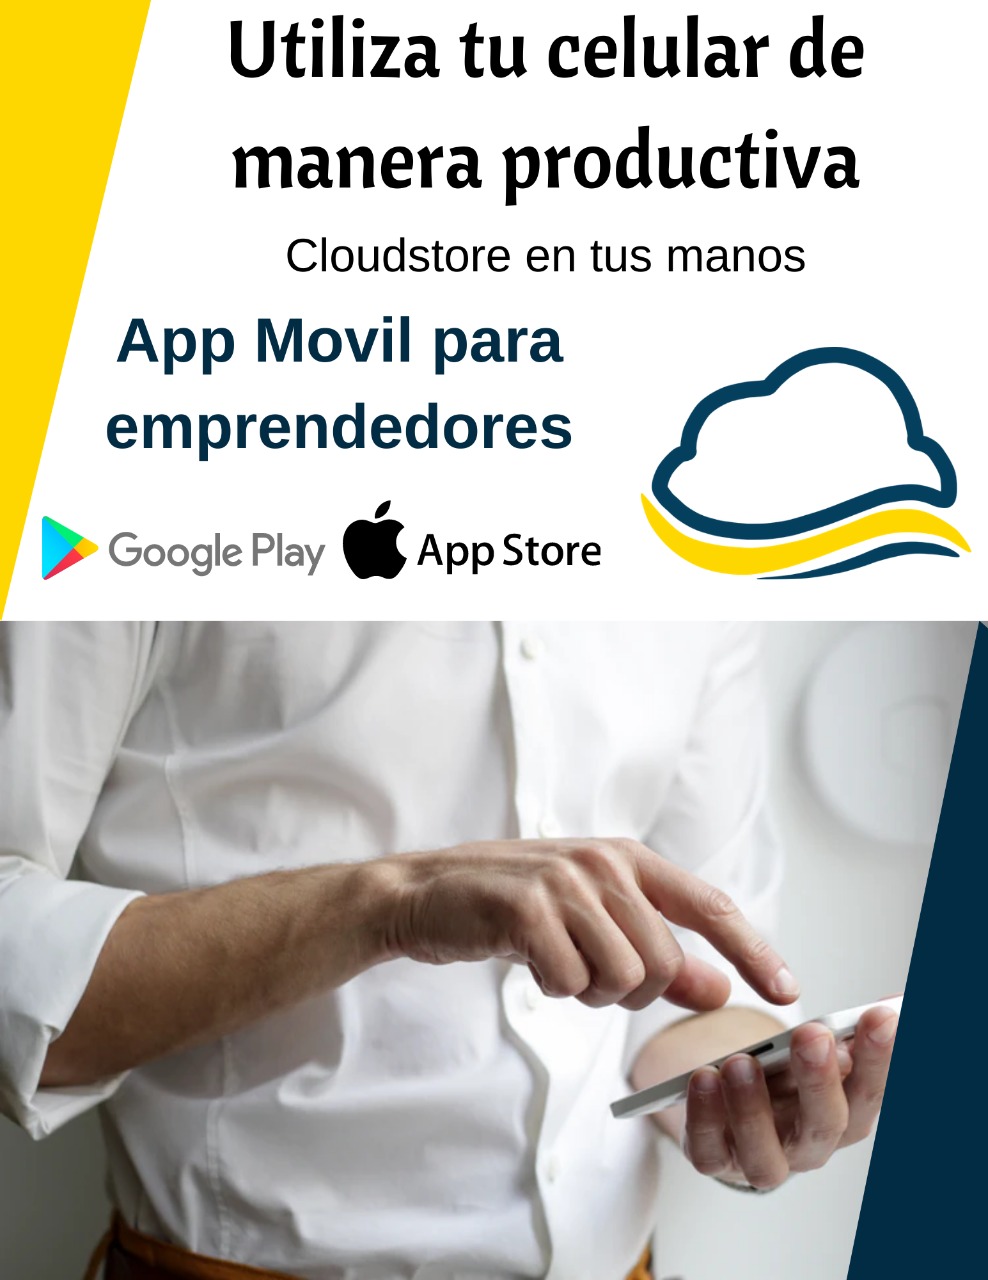 Utiliza tu celular de
manera productiva
Cloudstore en tus manos
App Movil para
emprendedores
Google Play App Store